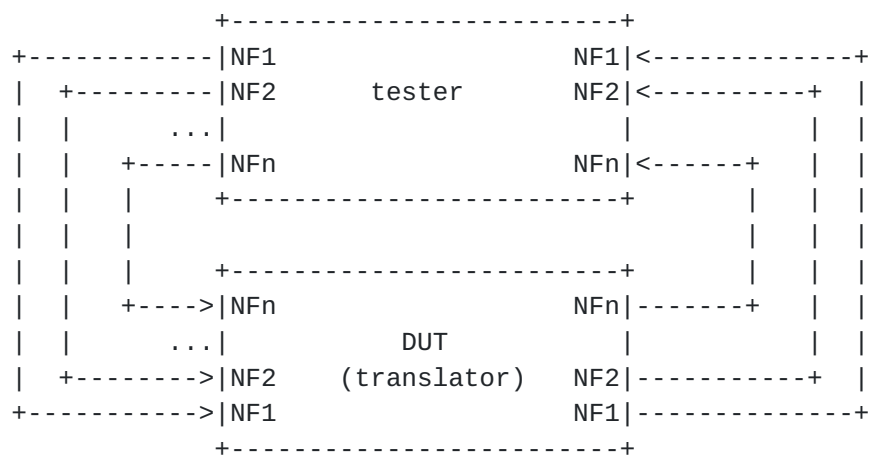 NF1 NF1
NF2 tester NF2
...
NFn NFn
NFn NFn
... DUT
NF2 (translator) NF2
NF1 NF1